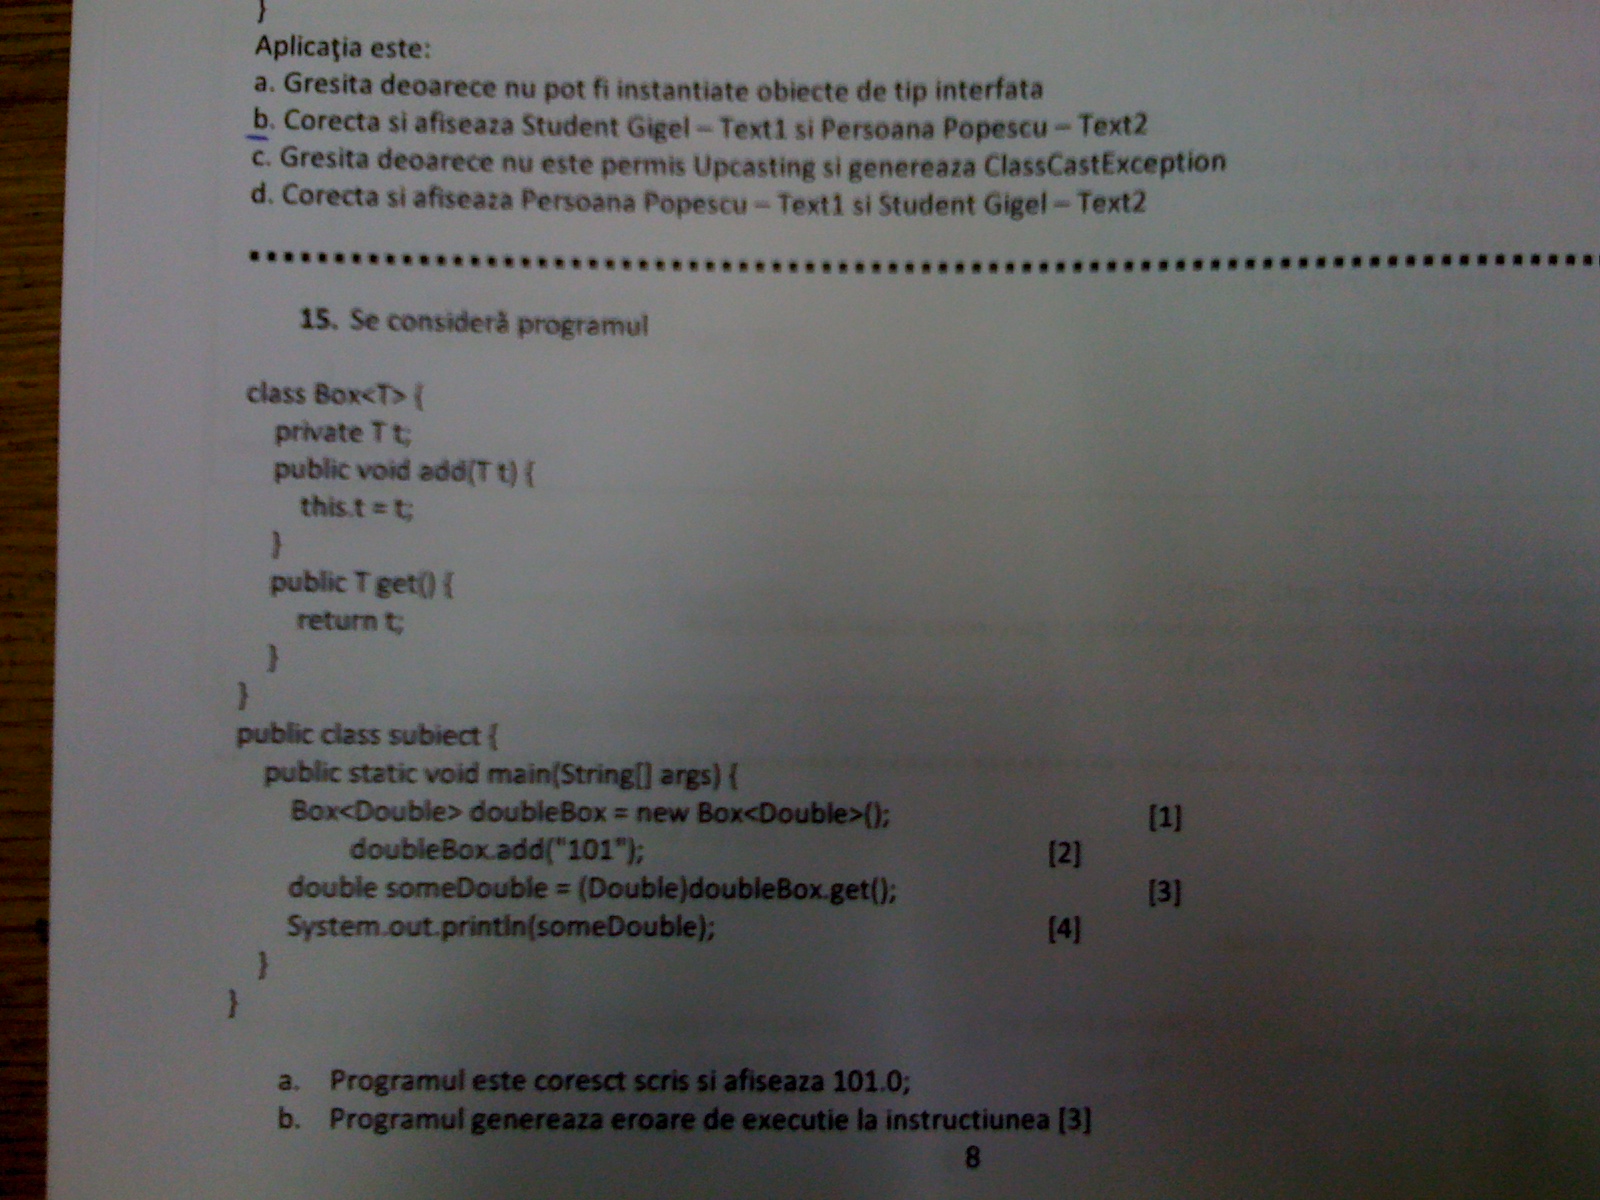 }
Aplicaţia este:
a. Gresita deoarece nu pot fi instantiate obiecte de tip interfata
b. Corecta si afiseaza Student Gigel – Text1 si Persoana Popescu – Text2
c. Gresita deoarece nu este permis Upcasting si genereaza ClassCastException
d. Corecta si afiseaza Persoana Popescu – Text1 si Student Gigel – Text2
15. Se consideră programul
class Box<T> {
private T t;
public void add(T t) {
this.t = t;
}
public T get() {
return t;
}
}
public class subiect {
public static void main(String[] args) {
Box<Double> doubleBox = new Box<Double>(); [1]
doubleBox.add("101"); [2]
double someDouble = (Double)doubleBox.get(); [3]
System.out.println(someDouble); [4]
}
}
a. Programul este coresct scris si afiseaza 101.0;
b. Programul genereaza eroare de executie la instructiunea [3]
8